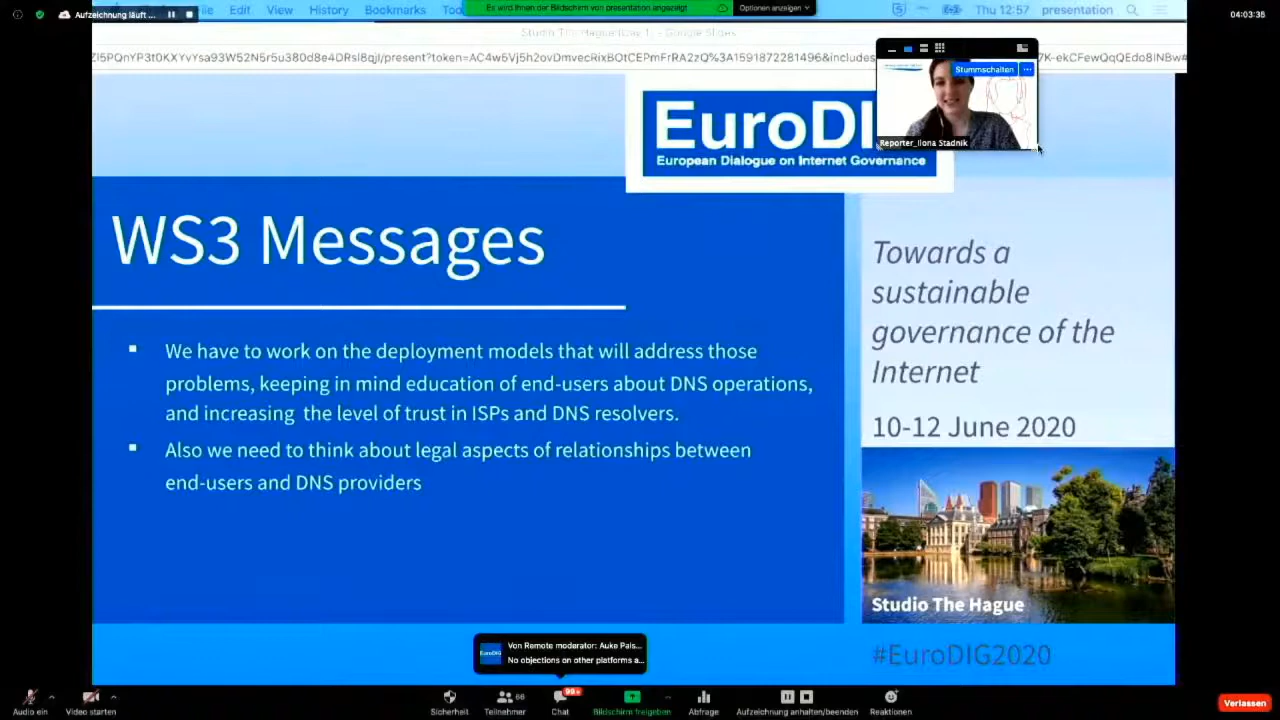 Aufzeichnung läuft ...
Edit View History Bookmarks
Es wird Ihnen der Bildschirm von presentation angezeigt
Optionen anzeigen
Thu 12:57 presentation
04:03:35
Stummschalten
Reporter_Ilona Stadnik
EuroDI
European Dialogue on Internet Governance
WS3 Messages
We have to work on the deployment models that will address those
problems, keeping in mind education of end-users about DNS operations,
and increasing the level of trust in ISPs and DNS resolvers.
Also we need to think about legal aspects of relationships between
end-users and DNS providers
Towards a
sustainable
governance of the
Internet
10-12 June 2020
Studio The Hague
#EuroDIG2020
EuroDIG
Von Remote moderator: Auke Pals...
No objections on other platforms a...
Audio ein
Video starten
Sicherheit
66
Teilnehmer
99+
Chat
Bildschirm freigeben
Abfrage
Aufzeichnung anhalten/beenden
Reaktionen
Verlassen